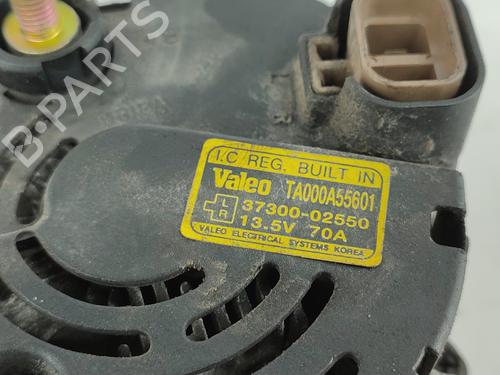 I.C REG. BUILT IN
Valeo TA000A55601
L
R
37300-02550
13.5V 70A
VALEO ELECTRICAL SYSTEMS KOREA
B-PARTS